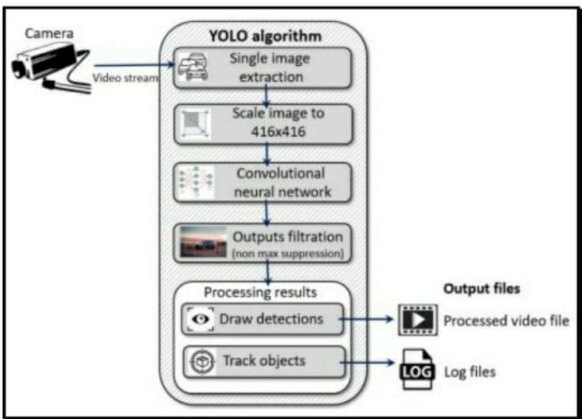 Camera
Video stream
YOLO algorithm
Single image
extraction
Scale image to
416x416
Convolutional
neural network
Outputs filtration
(non max suppression)
Processing results
Draw detections
Track objects
Output files
Processed video file
LOG
Log files